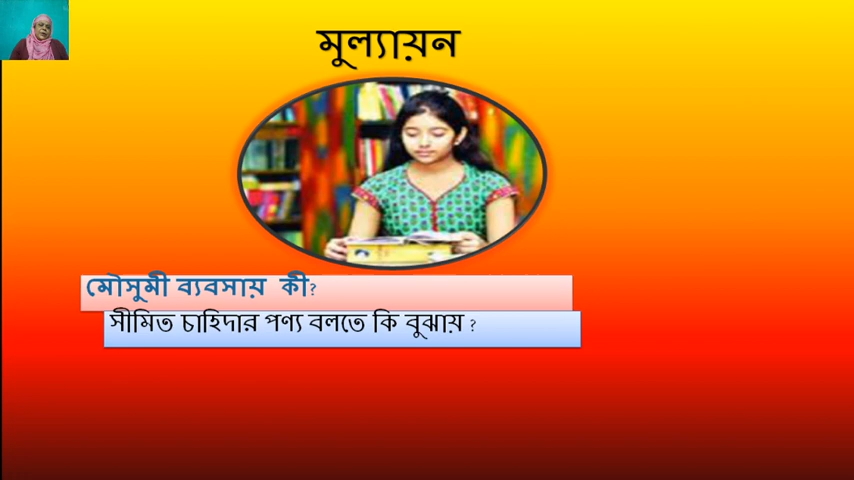 মুল্যায়ন
মৌসুমী ব্যবসায় কী?
সীমিত চাহিদার পণ্য বলতে কি বুঝায় ?